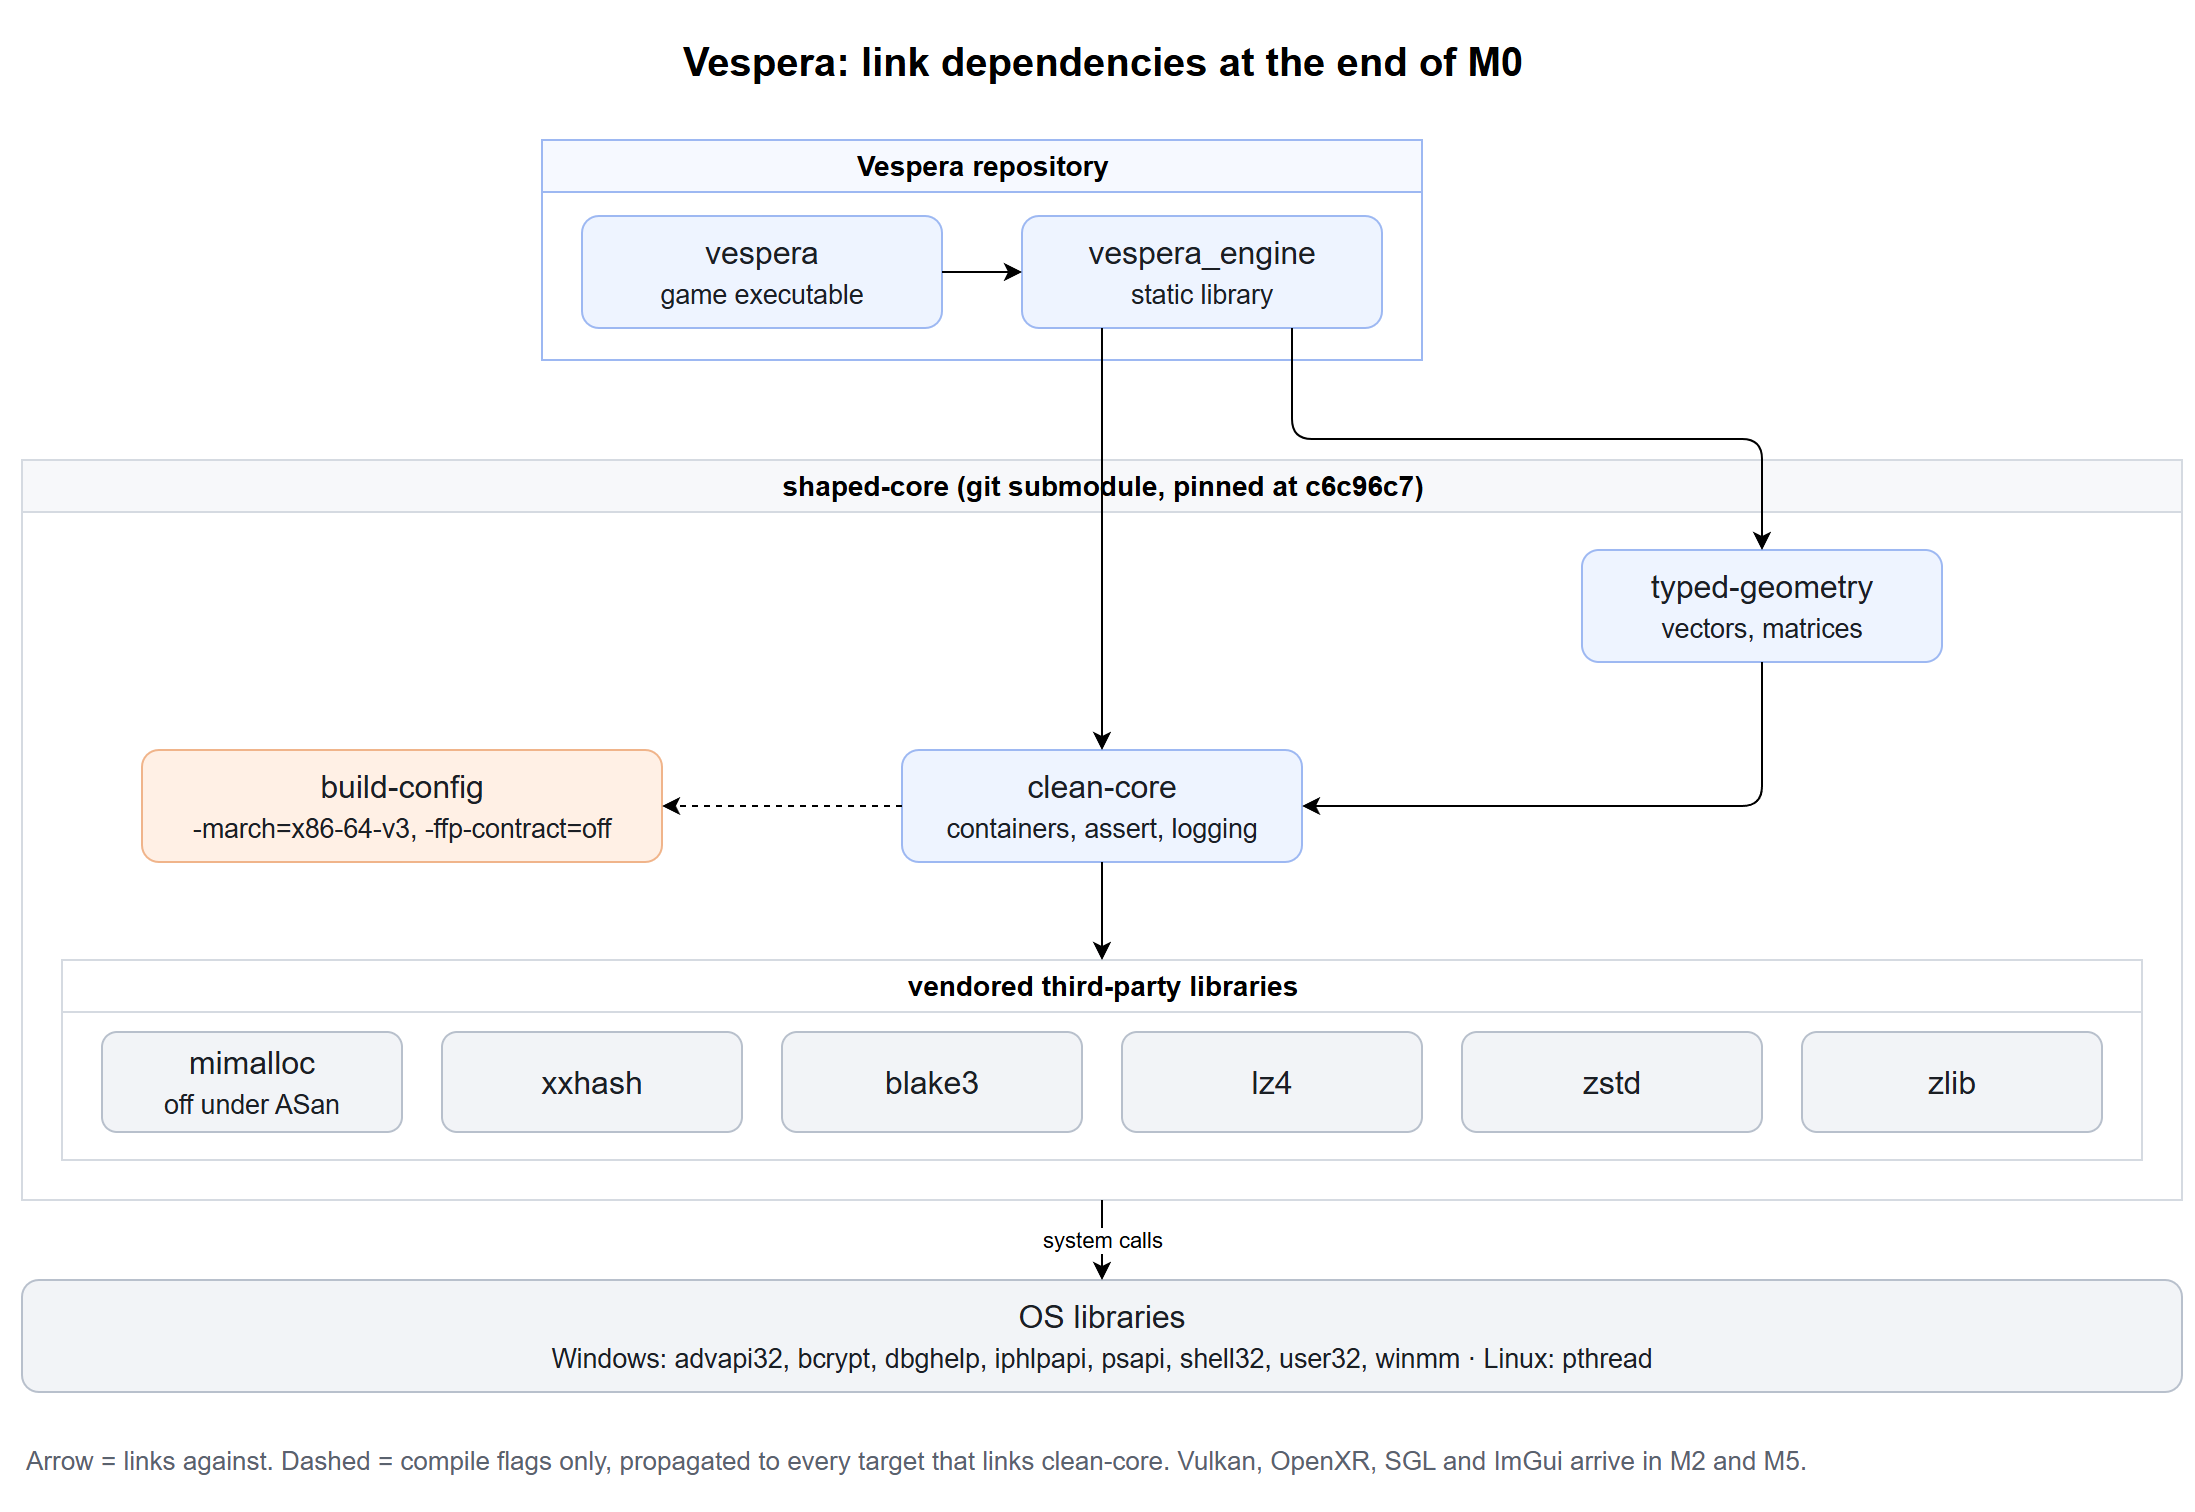 Vespera: link dependencies at the end of M0
Vespera repository
vespera
game executable
vespera_engine
static library
shaped-core (git submodule, pinned at c6c96c7)
typed-geometry
vectors, matrices
build-config
-march=x86-64-v3, -ffp-contract=off
clean-core
containers, assert, logging
vendored third-party libraries
mimalloc
off under ASan
xxhash
blake3
lz4
zstd
zlib
system calls
OS libraries
Windows: advapi32, bcrypt, dbghelp, iphlpapi, psapi, shell32, user32, winmm · Linux: pthread
Arrow = links against. Dashed = compile flags only, propagated to every target that links clean-core. Vulkan, OpenXR, SGL and ImGui arrive in M2 and M5.